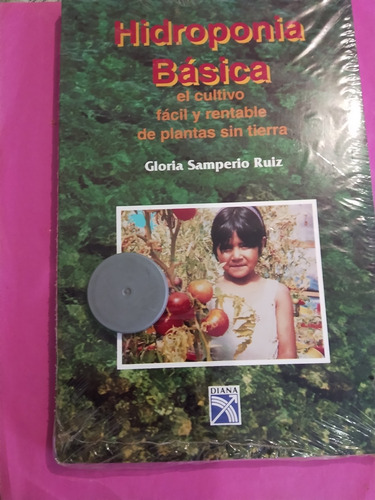 Hidroponia
Básica
el cultivo
fácil y rentable
de plantas sin tierra
Gloria Samperio Ruiz
DIANA